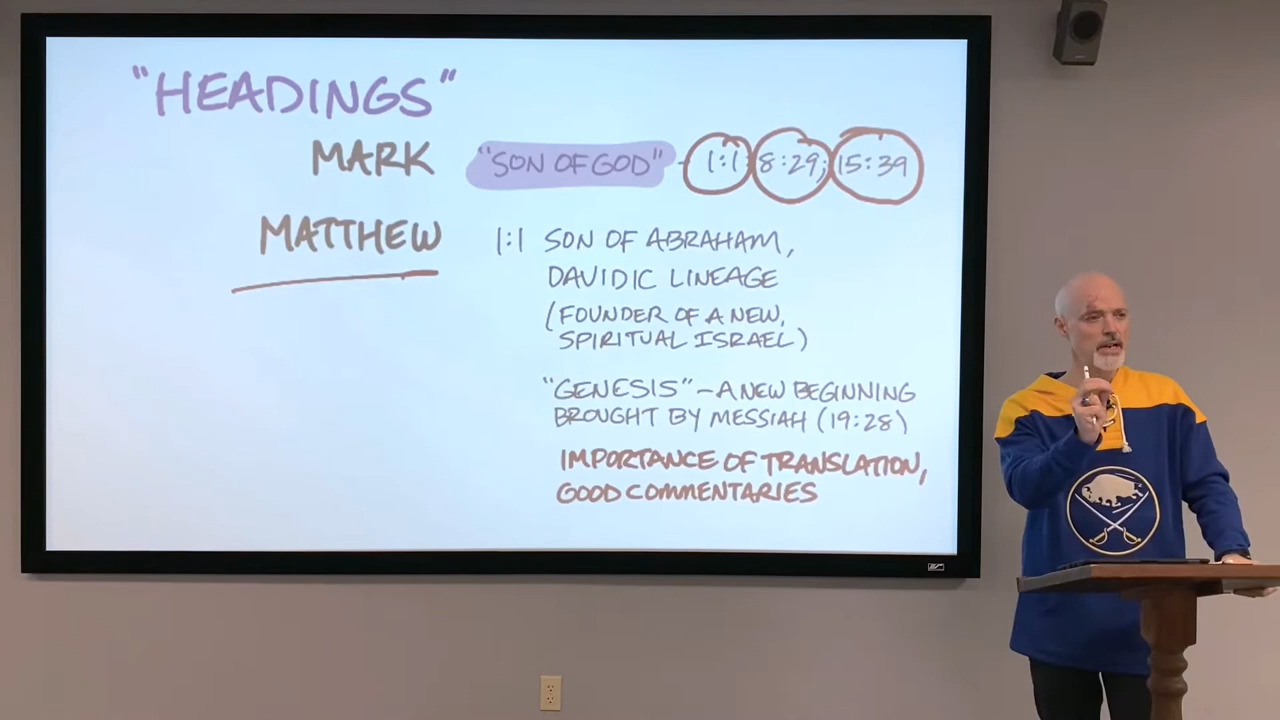 "HEADINGS"
MARK "SON OF GOD" - 1:1; 8:29; 15:39
MATTHEW 1:1 SON OF ABRAHAM,
DAVIDIC LINEAGE
(FOUNDER OF A NEW,
SPIRITUAL ISRAEL)
"GENESIS" - A NEW BEGINNING
BROUGHT BY MESSIAH (19:28)
IMPORTANCE OF TRANSLATION,
GOOD COMMENTARIES